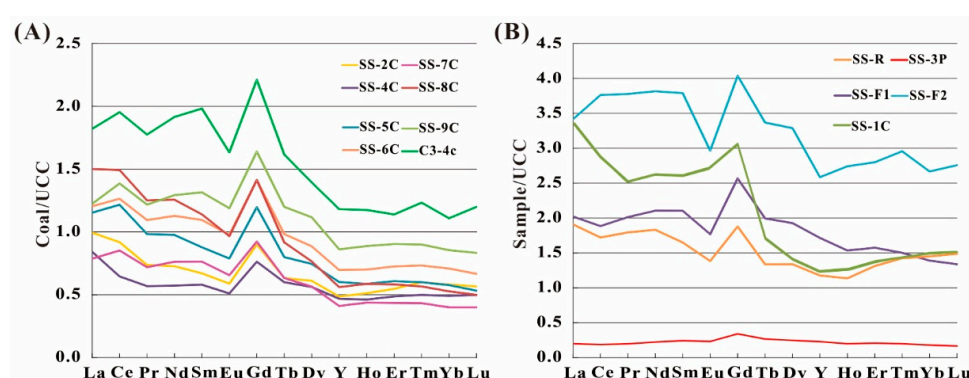 (A)
2.5
2.0
1.5
1.0
0.5
0.0
Coal/UCC
SS-2C SS-7C
SS-4C SS-8C
SS-5C SS-9C
SS-6C C3-4c
La Ce Pr Nd Sm Eu Gd Tb Dy Y Ho Er Tm Yb Lu
(B)
4.5
4.0
3.5
3.0
2.5
2.0
1.5
1.0
0.5
0.0
Sample/UCC
SS-R SS-3P
SS-F1 SS-F2
SS-1C
La Ce Pr Nd Sm Eu Gd Tb Dy Y Ho Er Tm Yb Lu